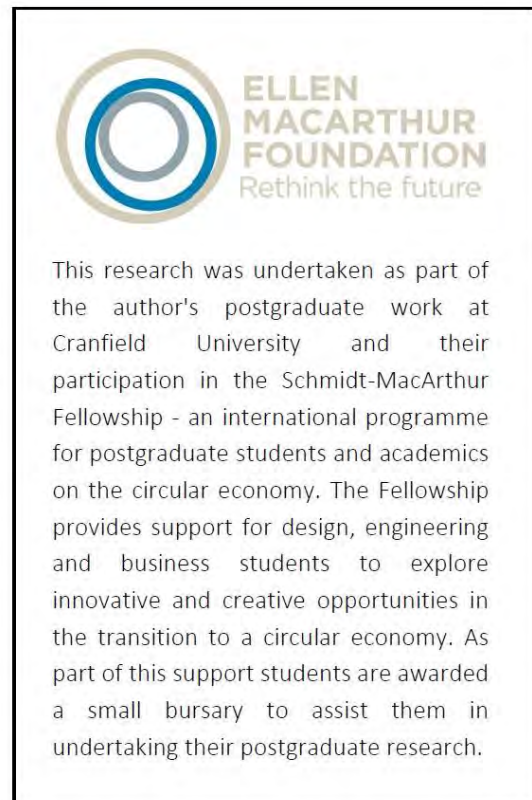 ELLEN
MACARTHUR
FOUNDATION
Rethink the future
This research was undertaken as part of
the author's postgraduate work at
Cranfield University and their
participation in the Schmidt-MacArthur
Fellowship - an international programme
for postgraduate students and academics
on the circular economy. The Fellowship
provides support for design, engineering
and business students to explore
innovative and creative opportunities in
the transition to a circular economy. As
part of this support students are awarded
a small bursary to assist them in
undertaking their postgraduate research.